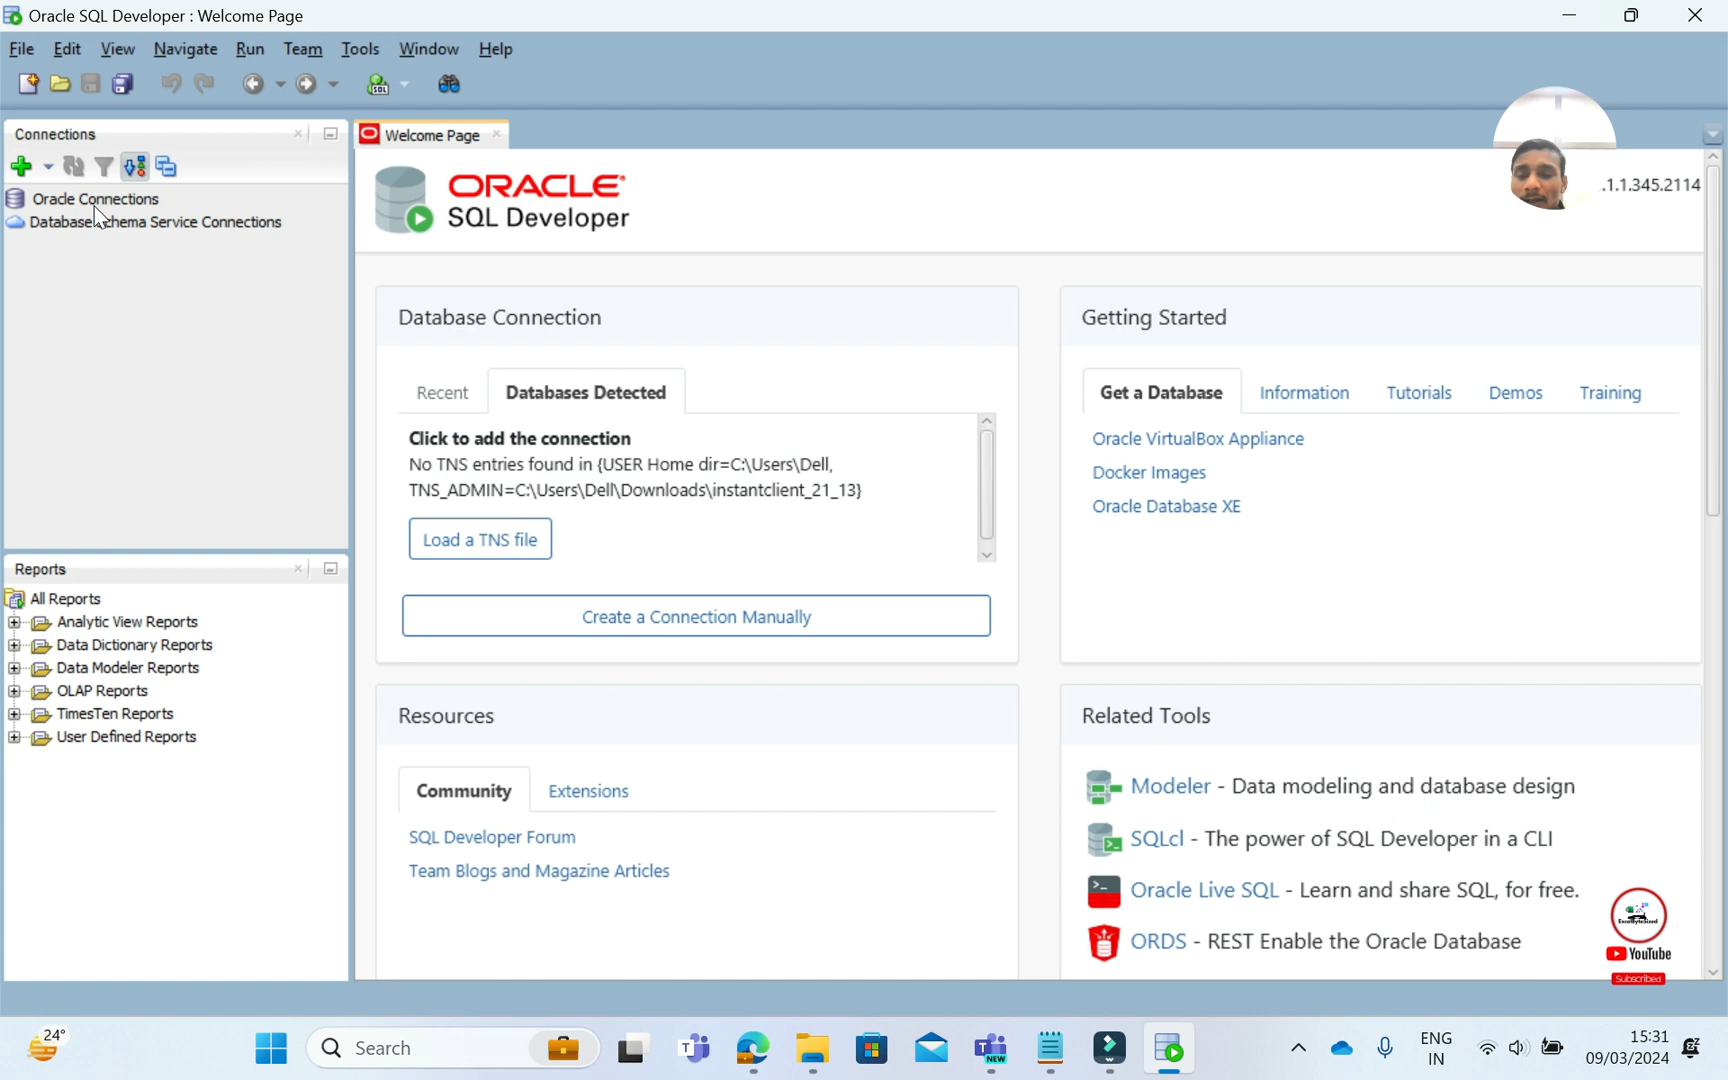 Oracle SQL Developer : Welcome Page
File Edit View Navigate Run Team Tools Window Help
SQL
Connections
Welcome Page
Oracle Connections
Database Schema Service Connections
ORACLE
SQL Developer
.1.1.345.2114
Database Connection
Getting Started
Recent
Databases Detected
Get a Database
Information
Tutorials
Demos
Training
Click to add the connection
No TNS entries found in {USER Home dir=C:\Users\Dell,
TNS_ADMIN=C:\Users\Dell\Downloads\instantclient_21_13}
Load a TNS file
Create a Connection Manually
Oracle VirtualBox Appliance
Docker Images
Oracle Database XE
Reports
All Reports
Analytic View Reports
Data Dictionary Reports
Data Modeler Reports
OLAP Reports
TimesTen Reports
User Defined Reports
Resources
Community
Extensions
SQL Developer Forum
Team Blogs and Magazine Articles
Related Tools
Modeler - Data modeling and database design
SQLcl - The power of SQL Developer in a CLI
Oracle Live SQL - Learn and share SQL, for free.
ORDS - REST Enable the Oracle Database
YouTube
Subscribed
24°
Search
NEW
ENG
IN
15:31
09/03/2024